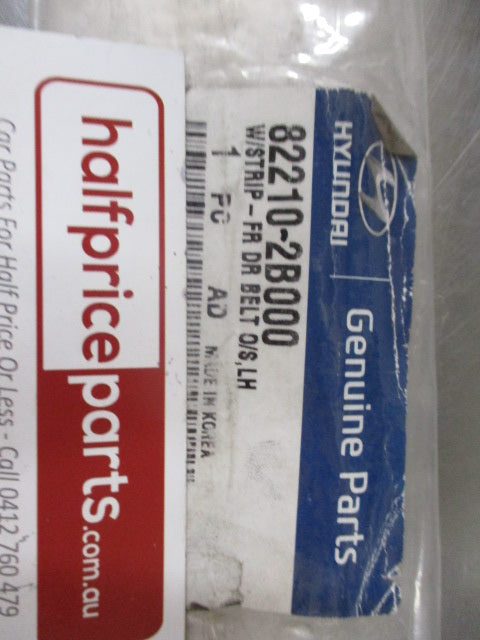 HYUNDAI | Genuine Parts
82210-2B000
W/STRIP-FR DR BELT O/S,LH
1 PC AD MADE IN KOREA
halfpriceparts.com.au
Car Parts For Half Price Or Less - Call 0412 760 479